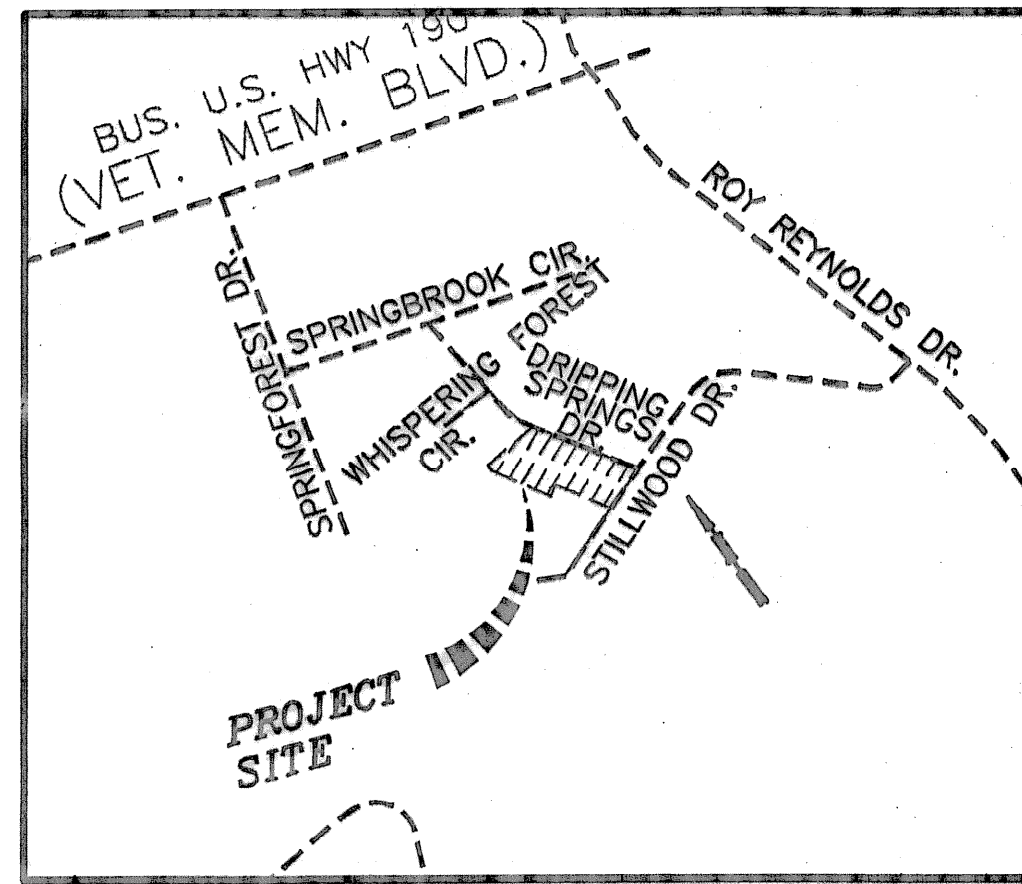 BUS. U.S. HWY 190
(VET. MEM. BLVD.)
ROY REYNOLDS DR.
SPRINGFOREST DR.
SPRINGBROOK CIR.
FOREST
WHISPERING
CIR.
DRIPPING
SPRINGS
DR.
STILLWOOD DR.
PROJECT
SITE